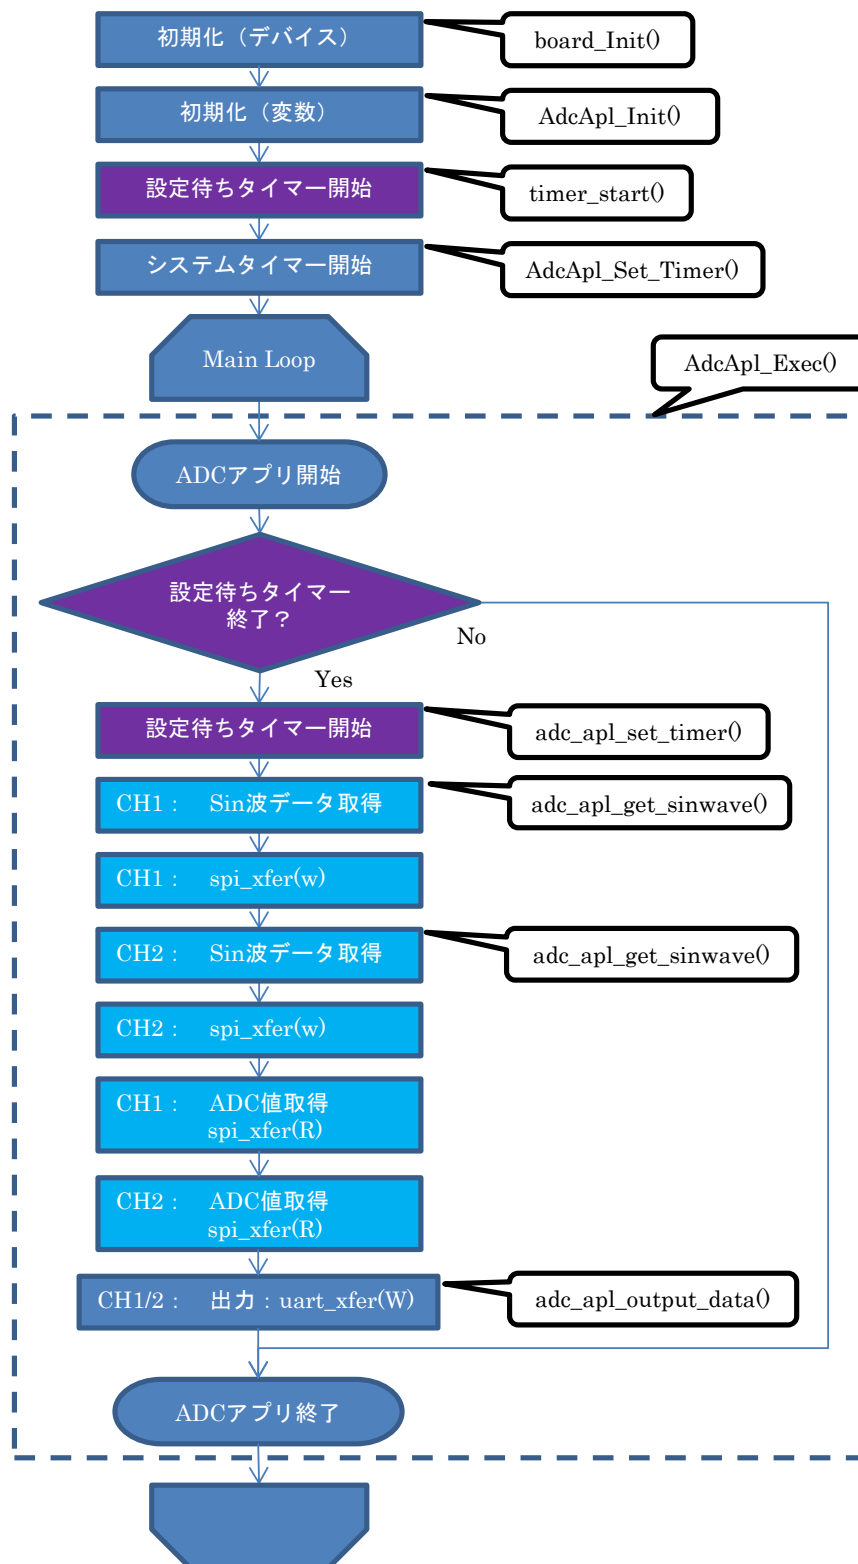 初期化（デバイス）
board_Init()
初期化（変数）
AdcApl_Init()
設定待ちタイマー開始
timer_start()
システムタイマー開始
AdcApl_Set_Timer()
Main Loop
AdcApl_Exec()
ADCアプリ開始
設定待ちタイマー
終了？
No
Yes
設定待ちタイマー開始
adc_apl_set_timer()
CH1： Sin波データ取得
adc_apl_get_sinwave()
CH1： spi_xfer(w)
CH2： Sin波データ取得
adc_apl_get_sinwave()
CH2： spi_xfer(w)
CH1： ADC値取得
spi_xfer(R)
CH2： ADC値取得
spi_xfer(R)
CH1/2： 出力：uart_xfer(W)
adc_apl_output_data()
ADCアプリ終了